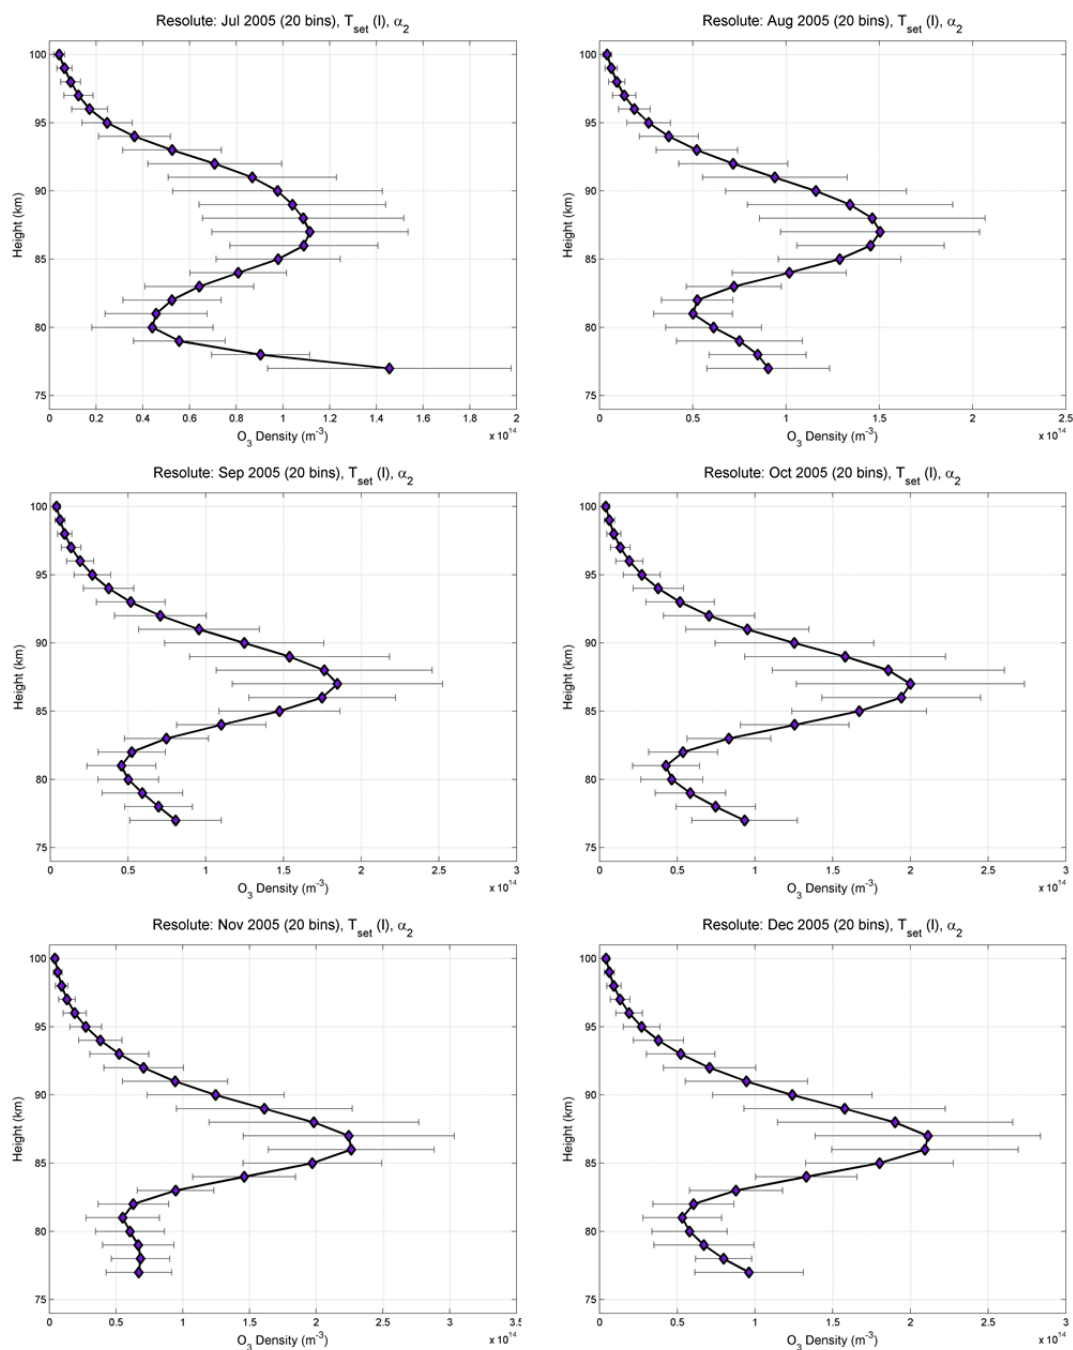 Resolute: Jul 2005 (20 bins), T_set (I), α_2
100
95
90
85
80
75
Height (km)
0 0.2 0.4 0.6 0.8 1 1.2 1.4 1.6 1.8 2
O_3 Density (m^-3)
x 10^14
Resolute: Aug 2005 (20 bins), T_set (I), α_2
100
95
90
85
80
75
Height (km)
0 0.5 1 1.5 2 2.5
O_3 Density (m^-3)
x 10^14
Resolute: Sep 2005 (20 bins), T_set (I), α_2
100
95
90
85
80
75
Height (km)
0 0.5 1 1.5 2 2.5 3
O_3 Density (m^-3)
x 10^14
Resolute: Oct 2005 (20 bins), T_set (I), α_2
100
95
90
85
80
75
Height (km)
0 0.5 1 1.5 2 2.5 3
O_3 Density (m^-3)
x 10^14
Resolute: Nov 2005 (20 bins), T_set (I), α_2
100
95
90
85
80
75
Height (km)
0 0.5 1 1.5 2 2.5 3 3.5
O_3 Density (m^-3)
x 10^14
Resolute: Dec 2005 (20 bins), T_set (I), α_2
100
95
90
85
80
75
Height (km)
0 0.5 1 1.5 2 2.5 3
O_3 Density (m^-3)
x 10^14